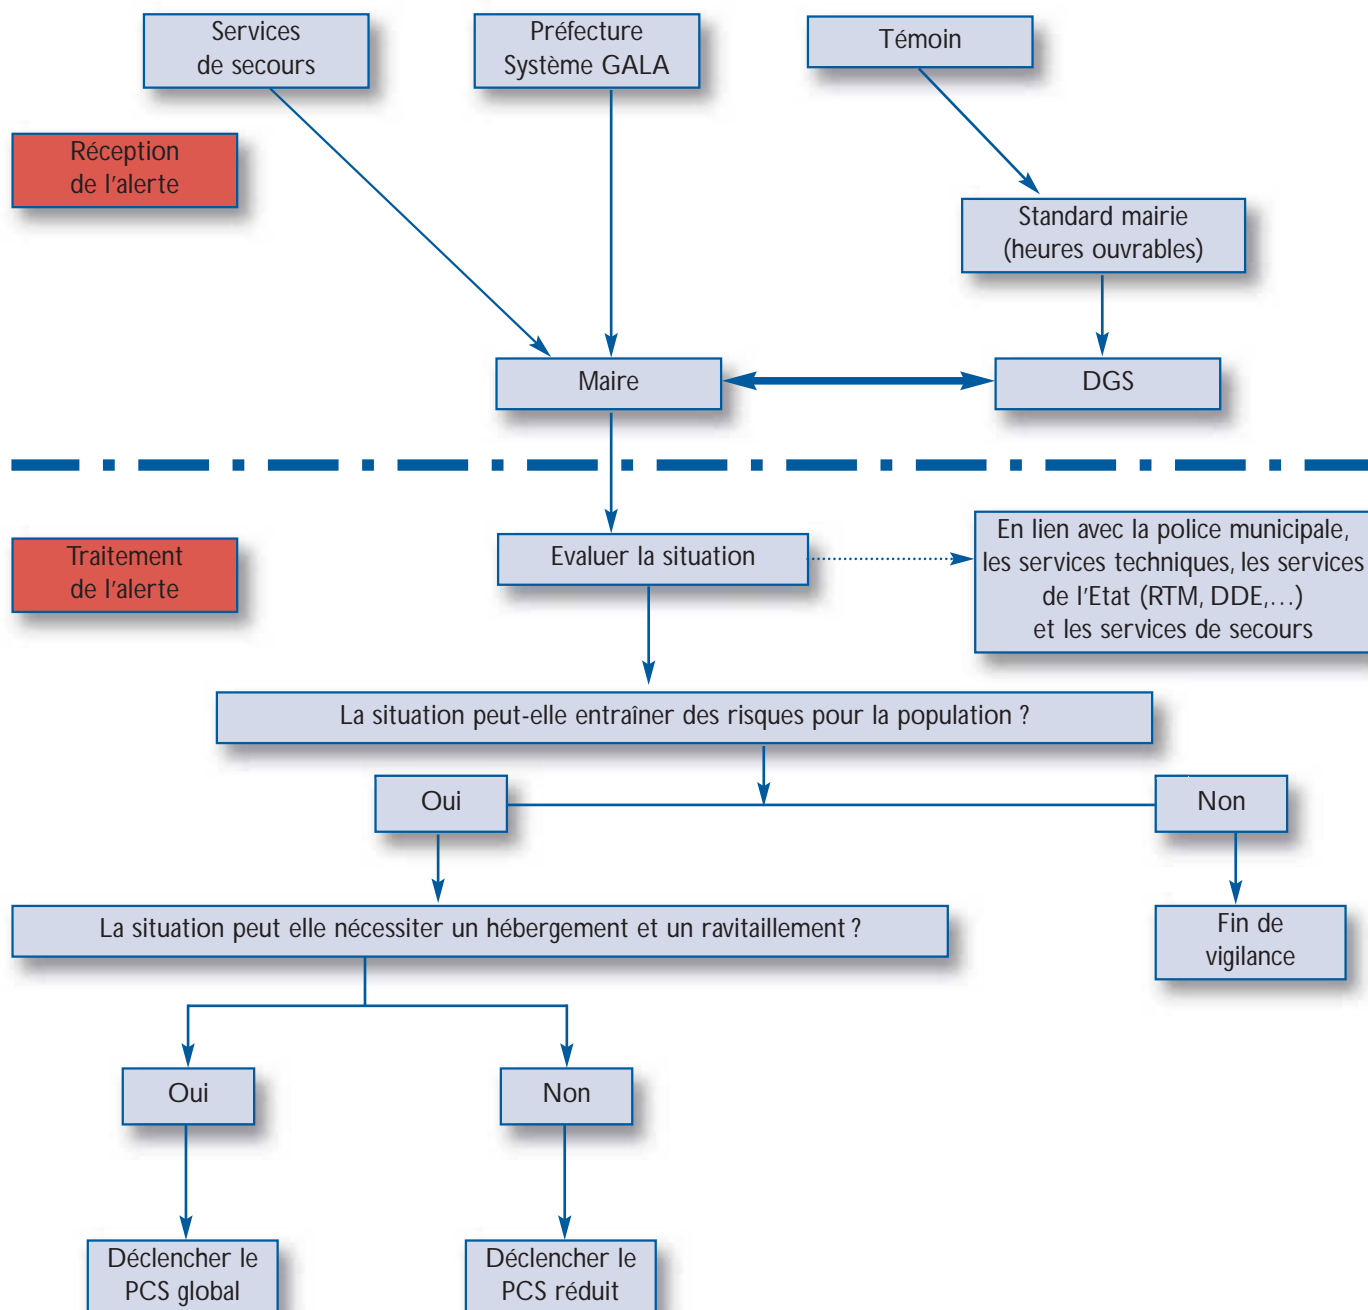 Services
de secours
Préfecture
Système GALA
Témoin
Réception
de l'alerte
Standard mairie
(heures ouvrables)
Maire
DGS
Traitement
de l'alerte
Evaluer la situation
En lien avec la police municipale,
les services techniques, les services
de l'Etat (RTM, DDE,...)
et les services de secours
La situation peut-elle entraîner des risques pour la population ?
Oui
Non
La situation peut elle nécessiter un hébergement et un ravitaillement ?
Fin de
vigilance
Oui
Non
Déclencher le
PCS global
Déclencher le
PCS réduit